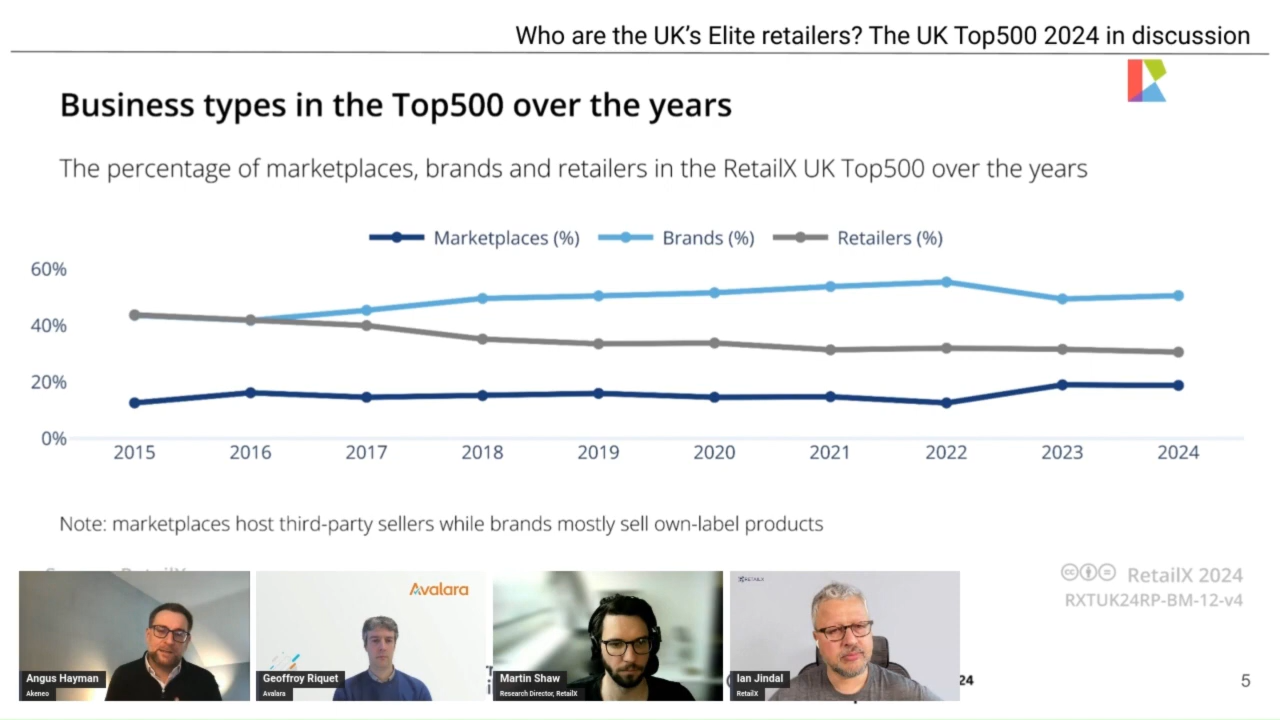 Who are the UK's Elite retailers? The UK Top500 2024 in discussion
Business types in the Top500 over the years
The percentage of marketplaces, brands and retailers in the RetailX UK Top500 over the years
Marketplaces (%) Brands (%) Retailers (%)
60%
40%
20%
0%
2015 2016 2017 2018 2019 2020 2021 2022 2023 2024
Note: marketplaces host third-party sellers while brands mostly sell own-label products
RetailX 2024
RXTUK24RP-BM-12-v4
Avalara
RETAILX
Angus Hayman
Akeneo
Geoffroy Riquet
Avalara
Martin Shaw
Research Director, RetailX
Ian Jindal
RetailX
24
5